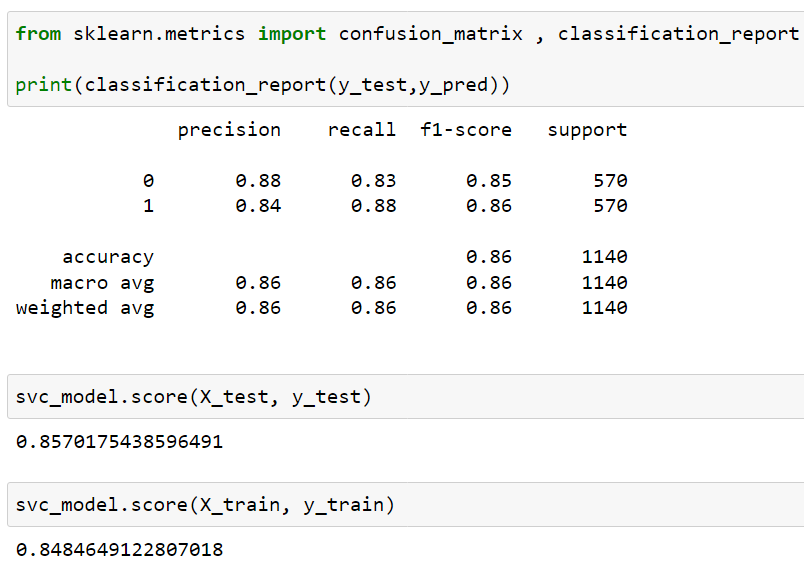 from sklearn.metrics import confusion_matrix , classification_report
print(classification_report(y_test,y_pred))
precision recall f1-score support
0 0.88 0.83 0.85 570
1 0.84 0.88 0.86 570
accuracy 0.86 1140
macro avg 0.86 0.86 0.86 1140
weighted avg 0.86 0.86 0.86 1140
svc_model.score(X_test, y_test)
0.8570175438596491
svc_model.score(X_train, y_train)
0.8484649122807018